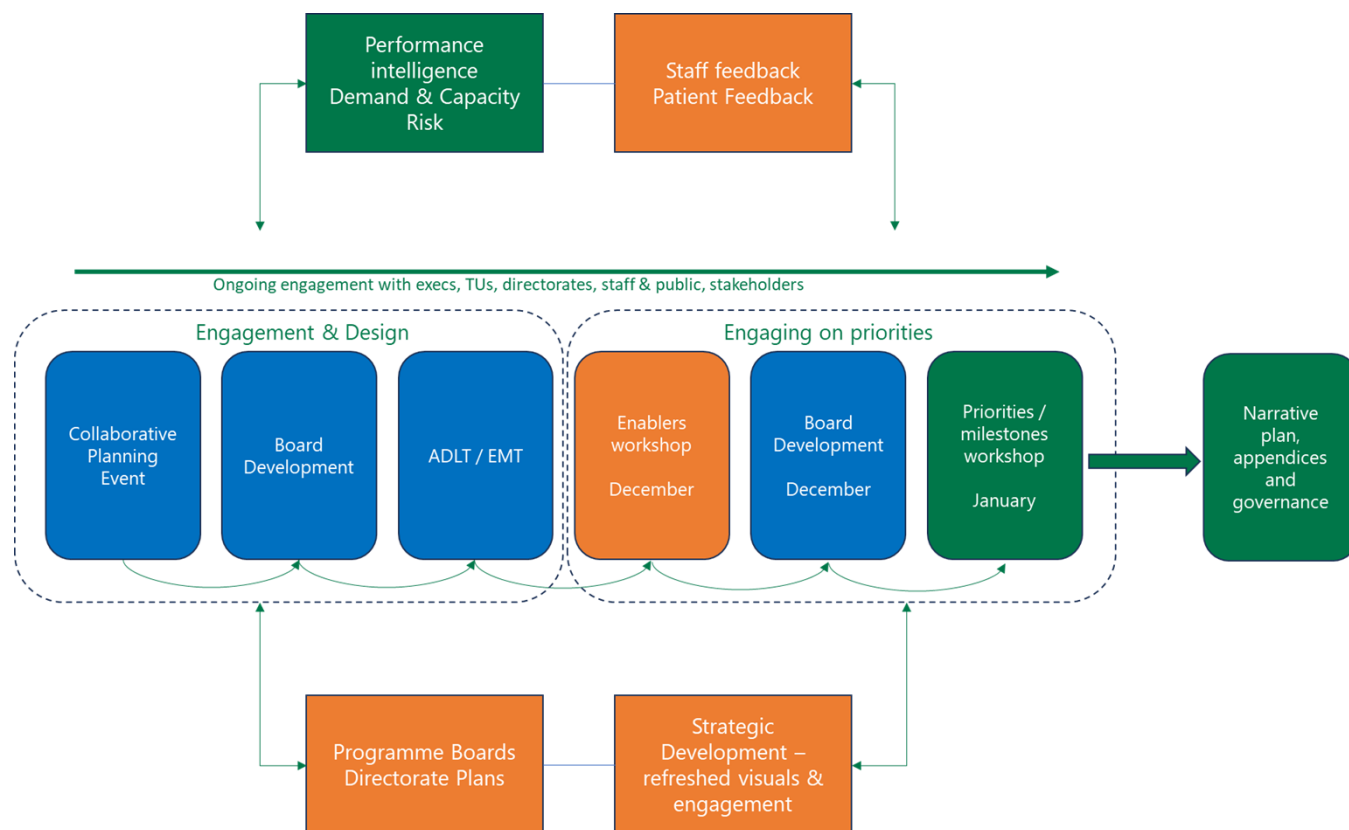 Performance
intelligence
Demand & Capacity
Risk
Staff feedback
Patient Feedback
Ongoing engagement with execs, TUs, directorates, staff & public, stakeholders
Engagement & Design
Engaging on priorities
Collaborative
Planning
Event
Board
Development
ADLT / EMT
Enablers
workshop
December
Board
Development
December
Priorities /
milestones
workshop
January
Narrative
plan,
appendices
and
governance
Programme Boards
Directorate Plans
Strategic
Development –
refreshed visuals &
engagement